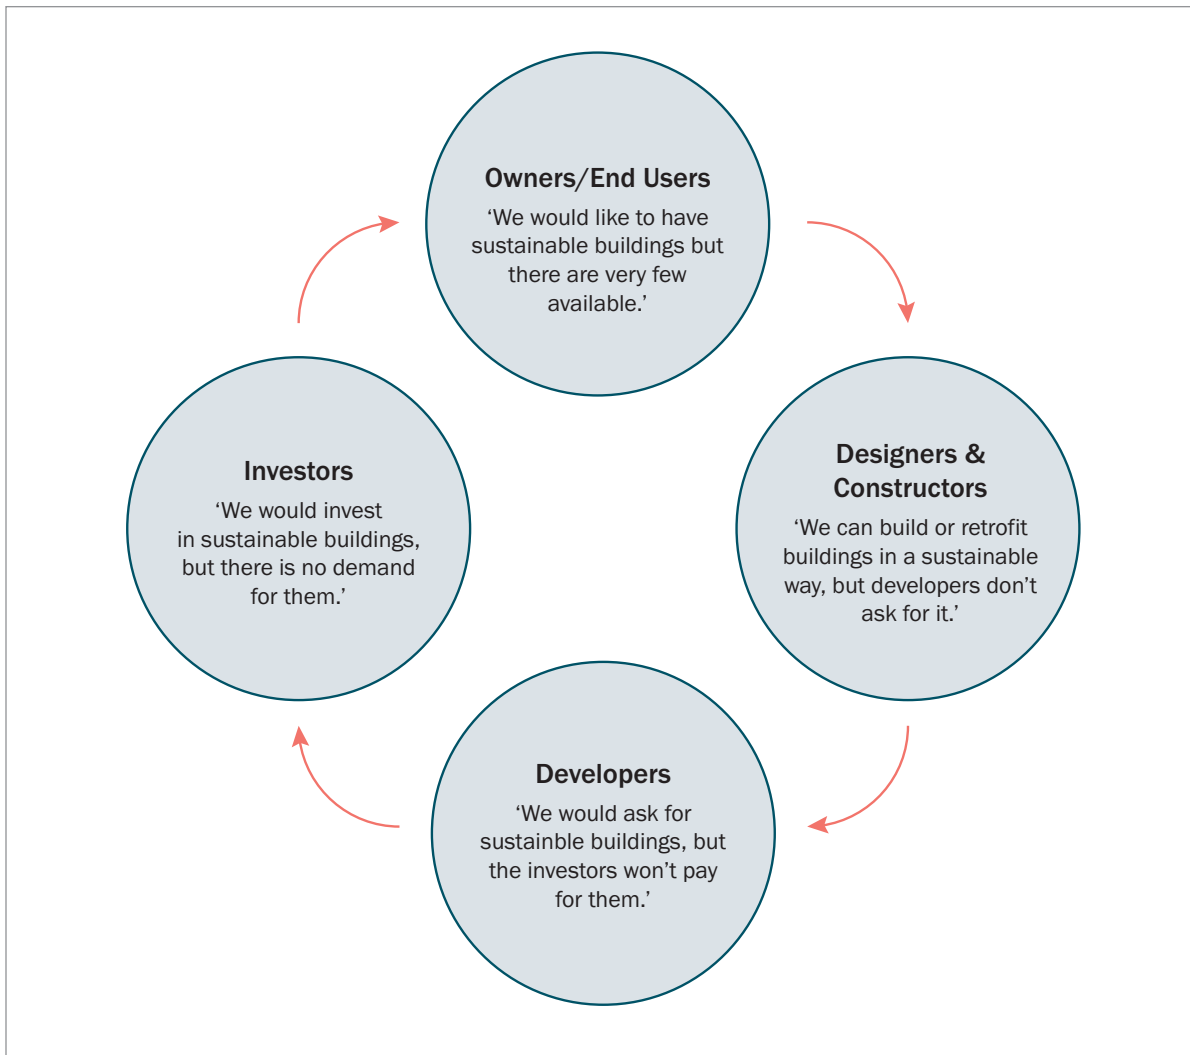 Owners/End Users
‘We would like to have
sustainable buildings but
there are very few
available.’
Designers &
Constructors
‘We can build or retrofit
buildings in a sustainable
way, but developers don’t
ask for it.’
Developers
‘We would ask for
sustainble buildings, but
the investors won’t pay
for them.’
Investors
‘We would invest
in sustainable buildings,
but there is no demand
for them.’